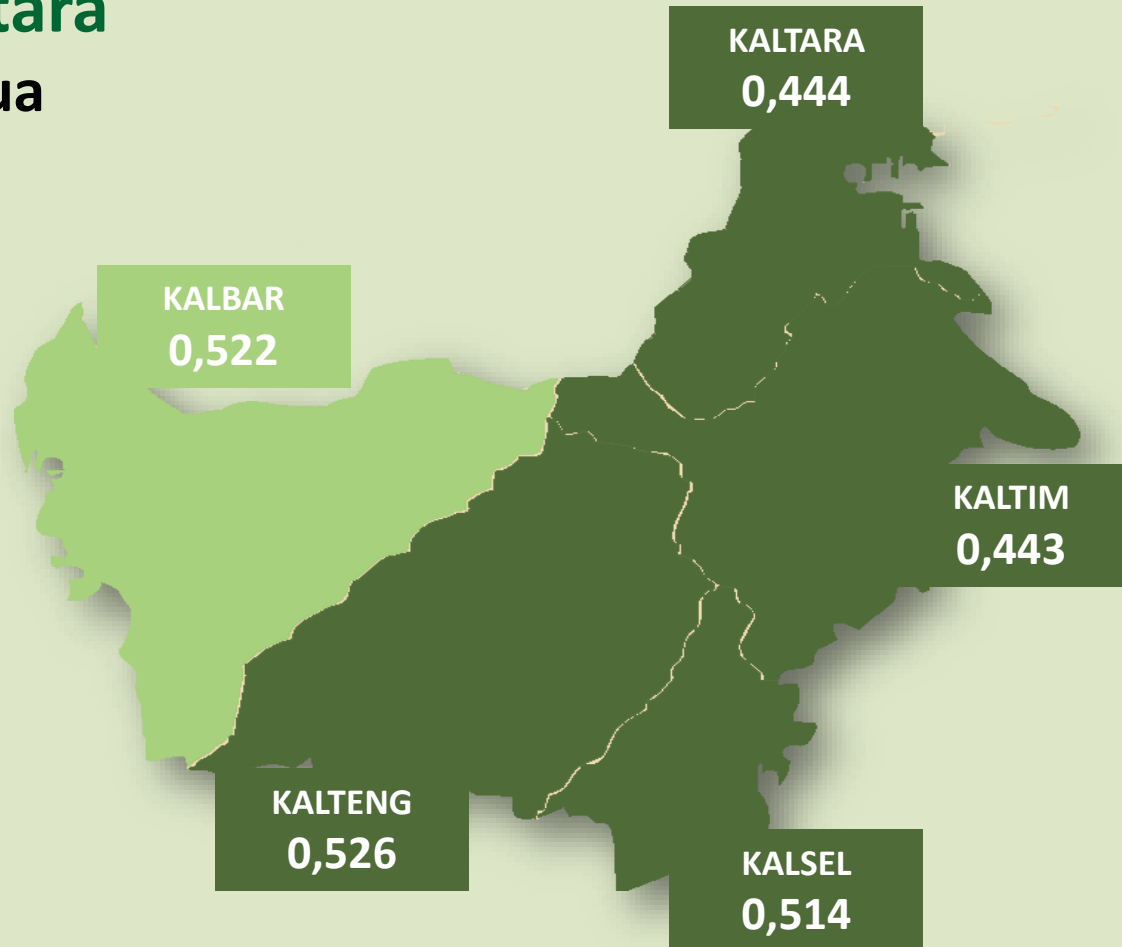 tara
ua
KALTARA
0,444
KALBAR
0,522
KALTIM
0,443
KALTENG
0,526
KALSEL
0,514